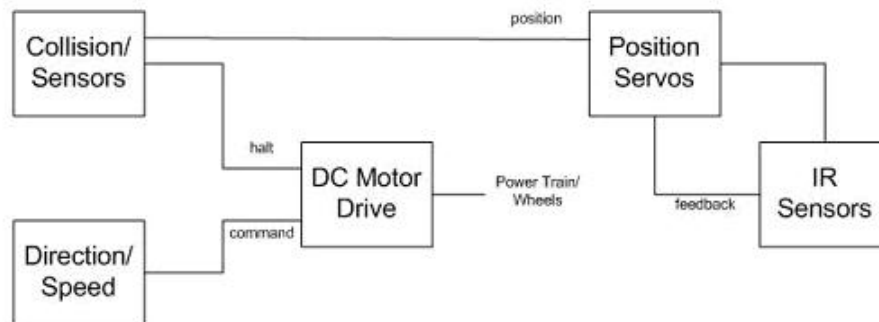 Collision/
Sensors
position
Position
Servos
halt
DC Motor
Drive
Power Train/
Wheels
feedback
IR
Sensors
command
Direction/
Speed